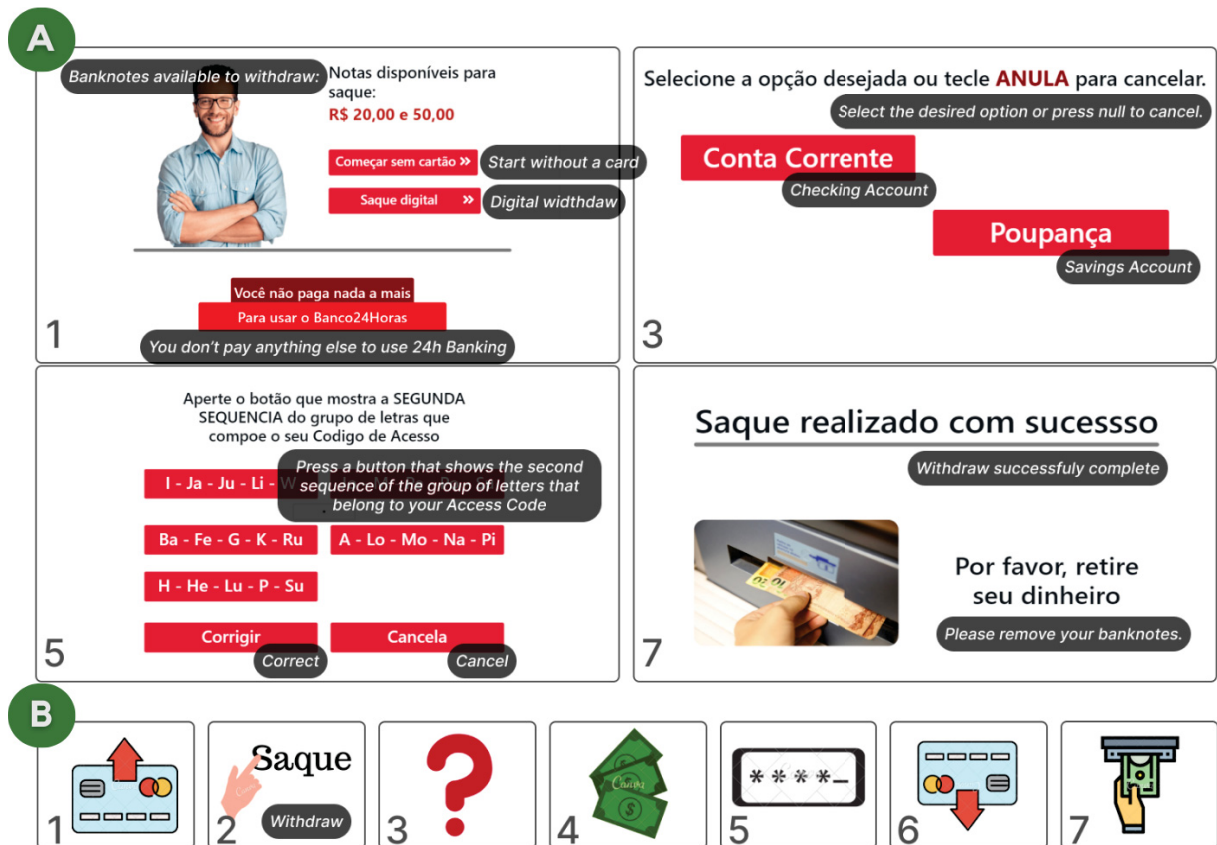 A
Banknotes available to withdraw:
Notas disponíveis para
saque:
R$ 20,00 e 50,00
Começar sem cartão »
Start without a card
Saque digital »
Digital widthdaw
Você não paga nada a mais
Para usar o Banco24Horas
You don't pay anything else to use 24h Banking
1
Selecione a opção desejada ou tecle ANULA para cancelar.
Select the desired option or press null to cancel.
Conta Corrente
Checking Account
Poupança
Savings Account
3
Aperte o botão que mostra a SEGUNDA
SEQUENCIA do grupo de letras que
compoe o seu Codigo de Acesso
Press a button that shows the second
sequence of the group of letters that
belong to your Access Code
I - Ja - Ju - Li - W
Ba - Fe - G - K - Ru
A - Lo - Mo - Na - Pi
H - He - Lu - P - Su
Corrigir
Correct
Cancela
Cancel
5
Saque realizado com sucessso
Withdraw successfuly complete
Por favor, retire
seu dinheiro
Please remove your banknotes.
7
B
1
Saque
Withdraw
2
?
3
Canva
4
* * * * _
5
6
7